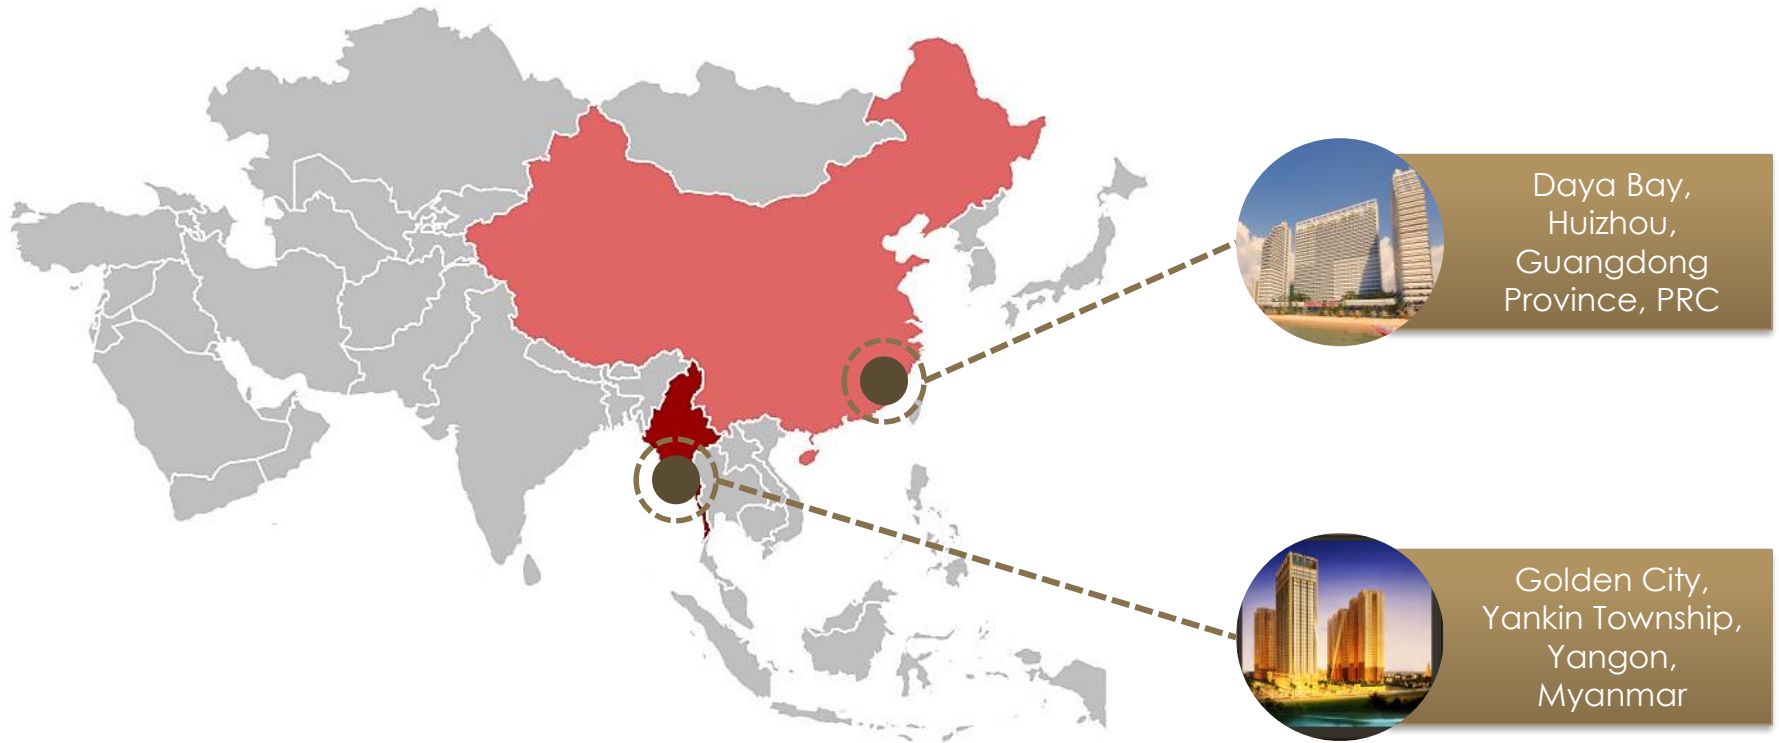 Daya Bay,
Huizhou,
Guangdong
Province, PRC
Golden City,
Yankin Township,
Yangon,
Myanmar